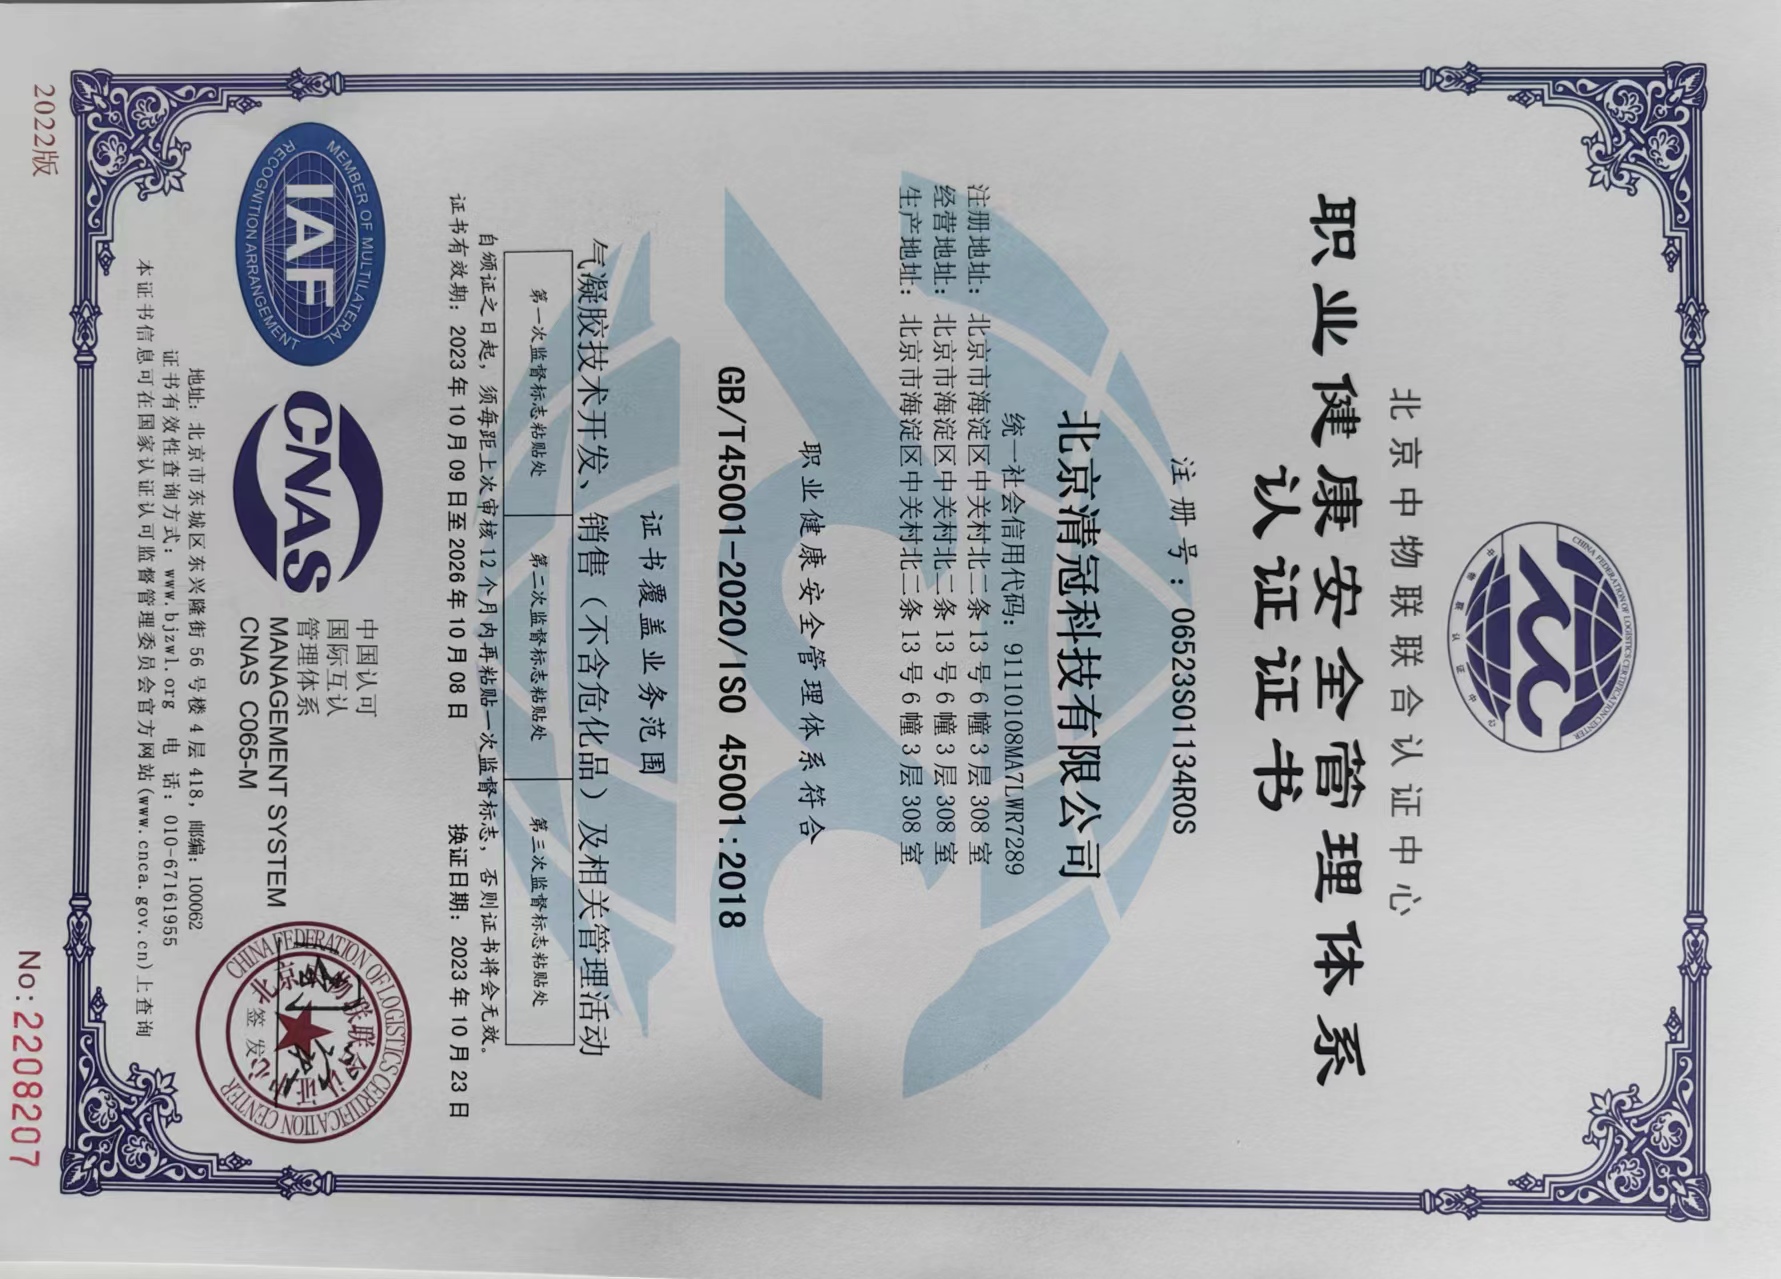 CHINA FEDERATION OF LOGISTICS CERTIFICATION CENTER
中物联认证中心
北京中物联联合认证中心
职业健康安全管理体系
认证证书
注册号：06523S01134R0S
北京清冠科技有限公司
统一社会信用代码：91110108MA7LWR7289
注册地址：北京市海淀区中关村北二条13号6幢3层308室
经营地址：北京市海淀区中关村北二条13号6幢3层308室
生产地址：北京市海淀区中关村北二条13号6幢3层308室
职业健康安全管理体系符合
GB/T45001-2020/ISO 45001:2018
证书覆盖业务范围
气凝胶技术开发、销售（不含危化品）及相关管理活动
第一次监督标志粘贴处
第二次监督标志粘贴处
第三次监督标志粘贴处
自颁证之日起，须每距上次审核12个月内再粘贴一次监督标志，否则证书将会无效。
证书有效期：2023年10月09日至2026年10月08日
换证日期：2023年10月23日
MEMBER OF MULTILATERAL
IAF
RECOGNITION ARRANGEMENT
CNAS
中国认可
国际互认
管理体系
MANAGEMENT SYSTEM
CNAS C065-M
CHINA FEDERATION OF LOGISTICS CERTIFICATION CENTER
签发
地址：北京市东城区东兴隆街56号楼4层418，邮编：100062
证书有效性查询方式：www.bjzwl.org 电话：010-67161955
本证书信息可在国家认证认可监督管理委员会官方网站(www.cnca.gov.cn)上查询
2022版
No:2208207